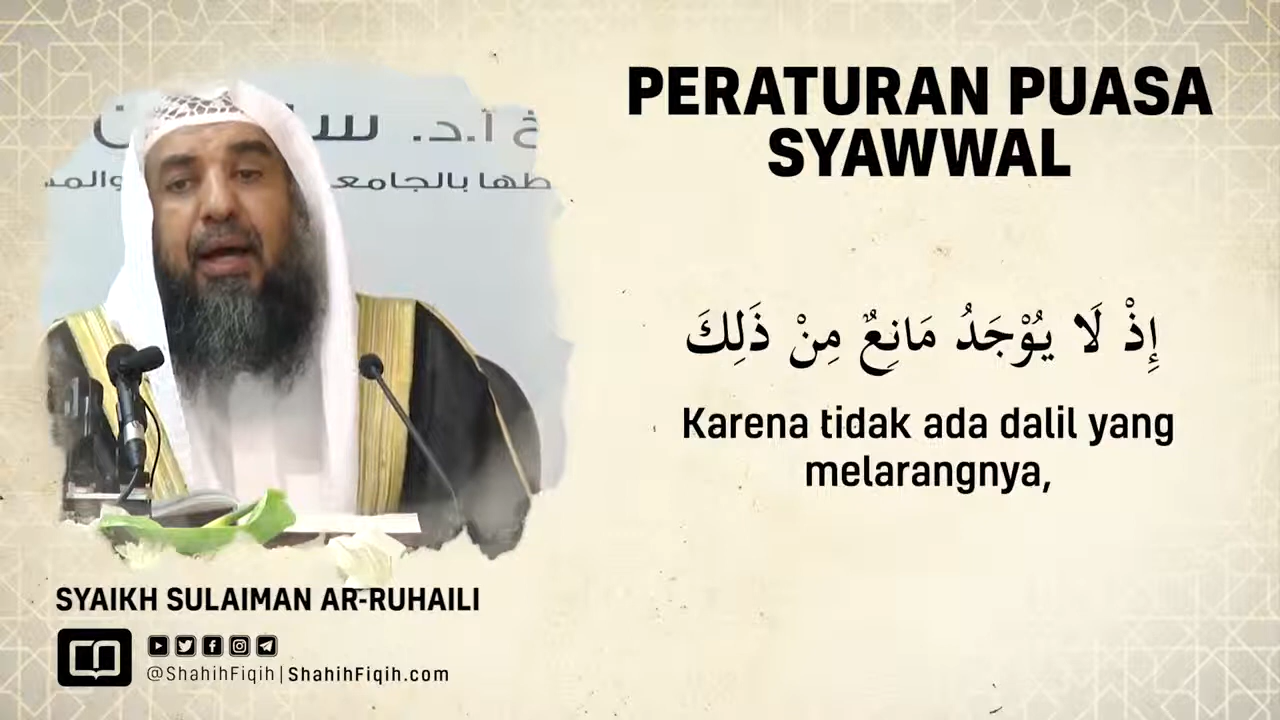 PERATURAN PUASA
SYAWWAL
أ.د.
إِذْ لَا يُوْجَدُ مَانِعٌ مِنْ ذَلِكَ
Karena tidak ada dalil yang
melarangnya,
SYAIKH SULAIMAN AR-RUHAILI
@ShahihFiqih | ShahihFiqih.com